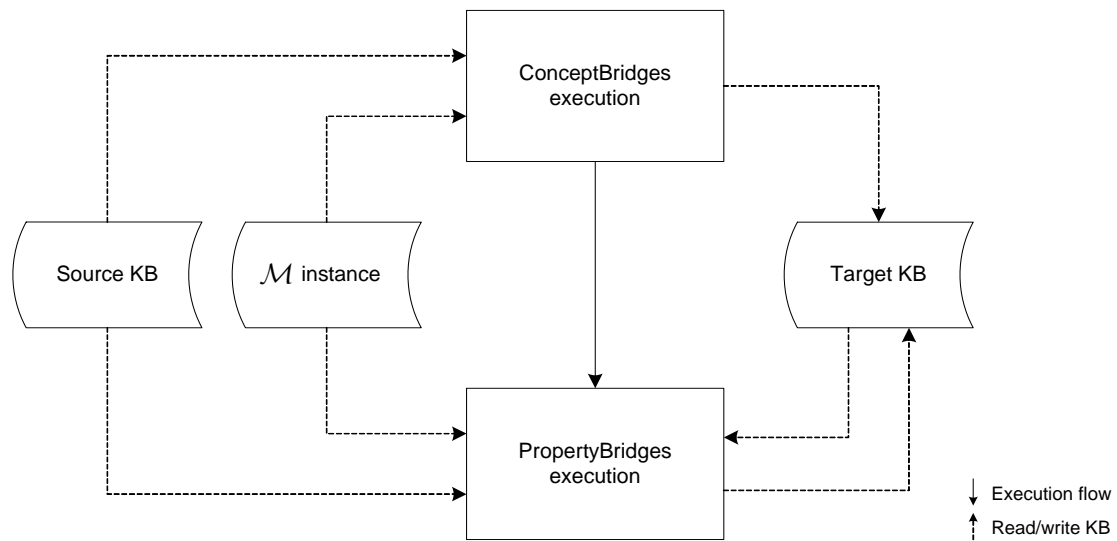 ConceptBridges
execution
Source KB
ℳ instance
Target KB
PropertyBridges
execution
Execution flow
Read/write KB